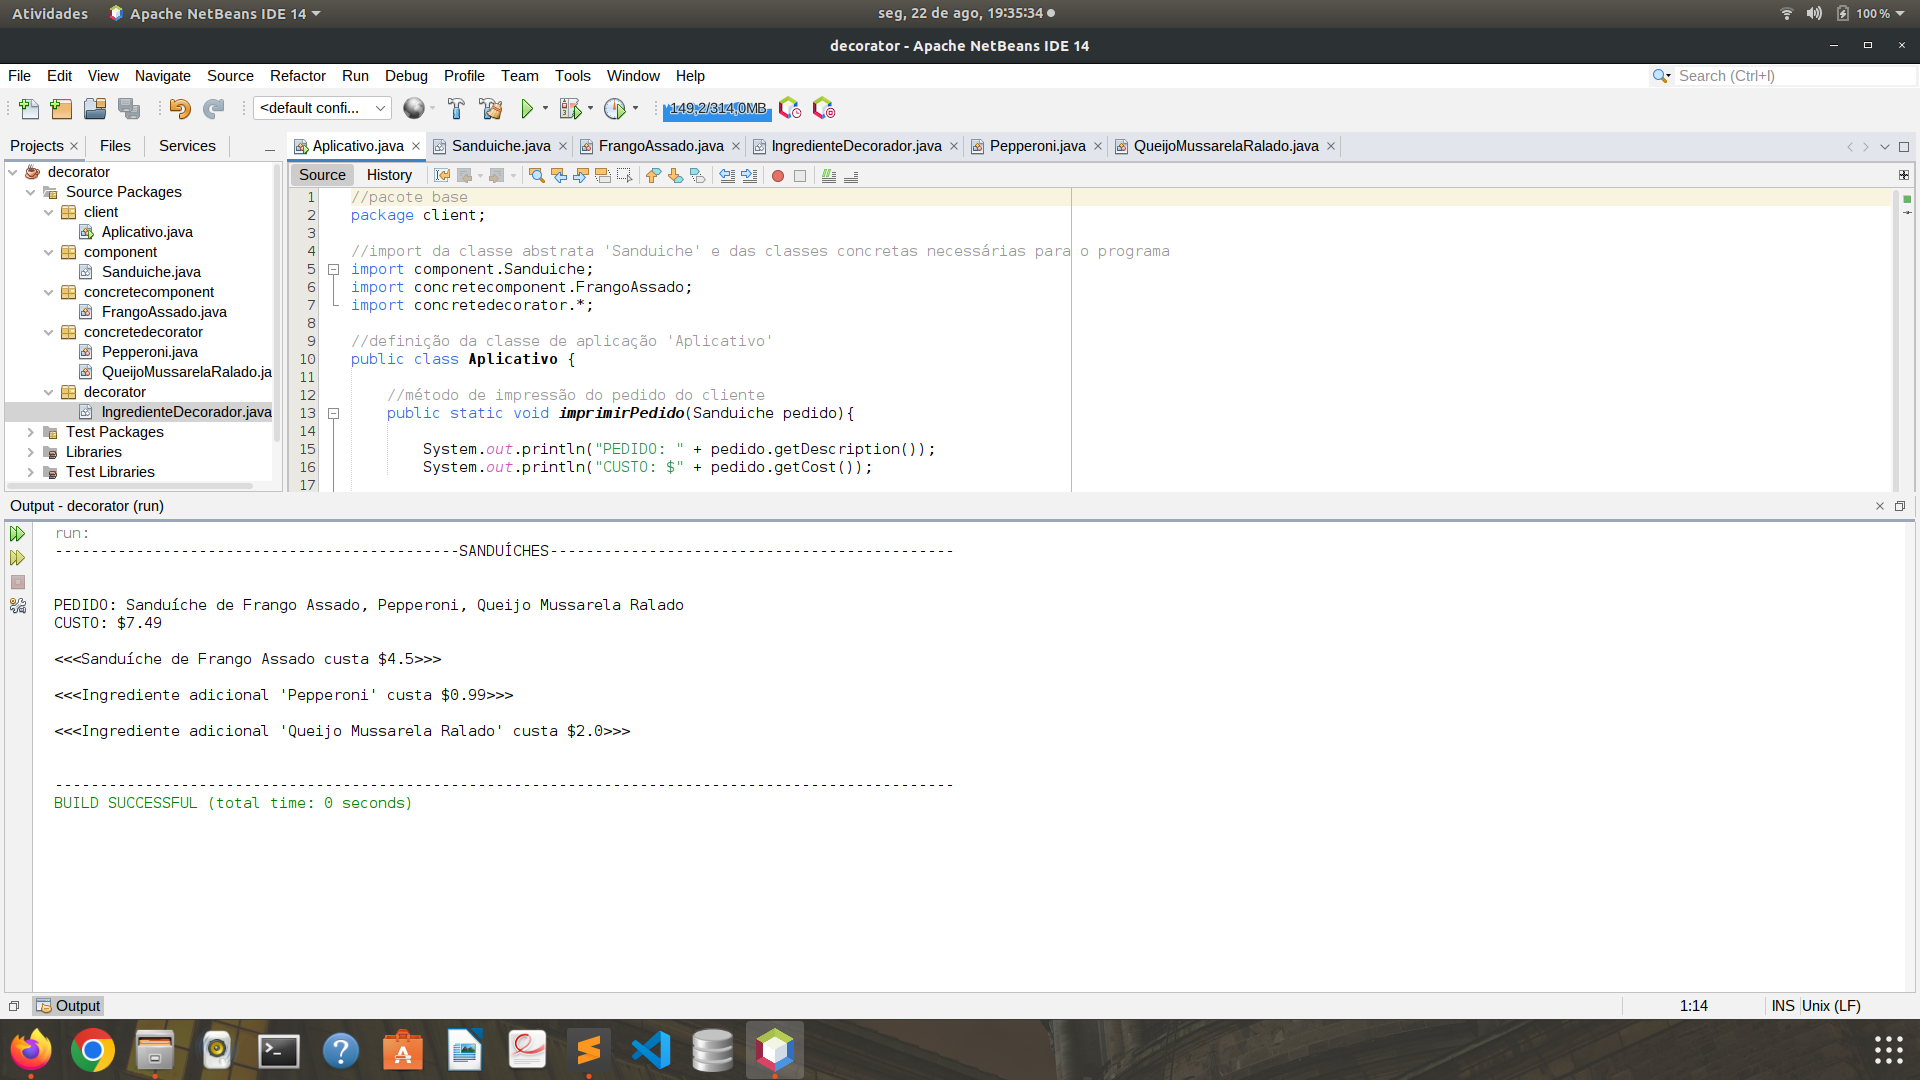 Atividades
Apache NetBeans IDE 14
seg, 22 de ago, 19:35:34
100 %
decorator - Apache NetBeans IDE 14
File Edit View Navigate Source Refactor Run Debug Profile Team Tools Window Help
Search (Ctrl+I)
<default confi...
149,2/314,0MB
Projects Files Services
Aplicativo.java Sanduiche.java FrangoAssado.java IngredienteDecorador.java Pepperoni.java QueijoMussarelaRalado.java
Source History
decorator
Source Packages
client
Aplicativo.java
component
Sanduiche.java
concretecomponent
FrangoAssado.java
concretedecorator
Pepperoni.java
QueijoMussarelaRalado.ja
decorator
IngredienteDecorador.java
Test Packages
Libraries
Test Libraries
1 //pacote base
2 package client;
3
4 //import da classe abstrata 'Sanduiche' e das classes concretas necessárias para o programa
5 import component.Sanduiche;
6 import concretecomponent.FrangoAssado;
7 import concretedecorator.*;
8
9 //definição da classe de aplicação 'Aplicativo'
10 public class Aplicativo {
11
12 //método de impressão do pedido do cliente
13 public static void imprimirPedido(Sanduiche pedido){
14
15 System.out.println("PEDIDO: " + pedido.getDescription());
16 System.out.println("CUSTO: $" + pedido.getCost());
17
Output - decorator (run)
run:
---------------------------------------------SANDUÍCHES---------------------------------------------
PEDIDO: Sanduíche de Frango Assado, Pepperoni, Queijo Mussarela Ralado
CUSTO: $7.49
<<<Sanduíche de Frango Assado custa $4.5>>>
<<<Ingrediente adicional 'Pepperoni' custa $0.99>>>
<<<Ingrediente adicional 'Queijo Mussarela Ralado' custa $2.0>>>
----------------------------------------------------------------------------------------------------
BUILD SUCCESSFUL (total time: 0 seconds)
Output
1:14
INS
Unix (LF)